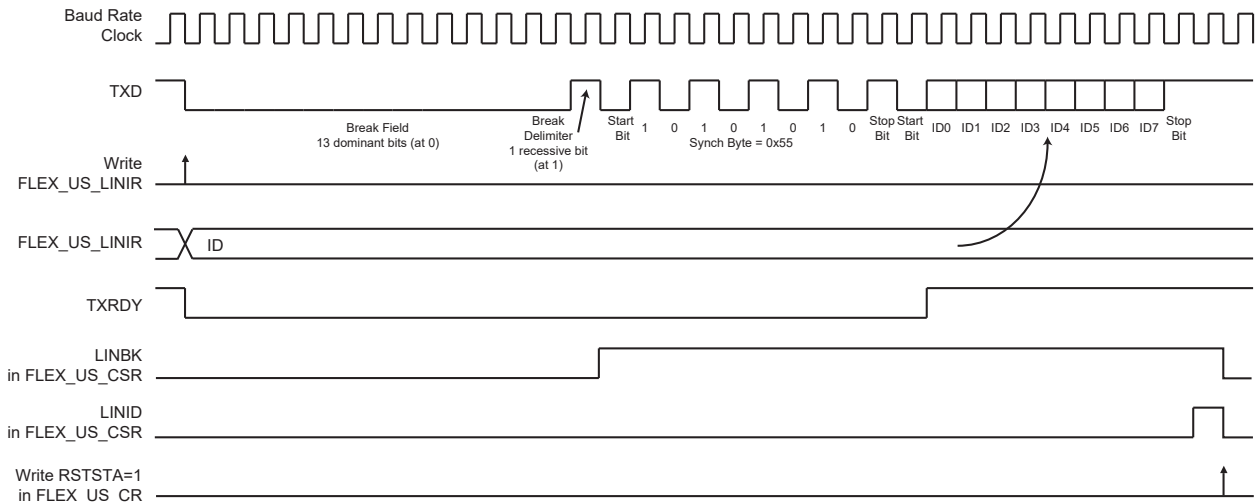 Baud Rate
Clock
TXD
Break Field
13 dominant bits (at 0)
Break
Delimiter
1 recessive bit
(at 1)
Start
Bit
1 0 1 0 1 0 1 0
Synch Byte = 0x55
Stop
Bit
Start
Bit
ID0 ID1 ID2 ID3 ID4 ID5 ID6 ID7
Stop
Bit
Write
FLEX_US_LINIR
FLEX_US_LINIR
ID
TXRDY
LINBK
in FLEX_US_CSR
LINID
in FLEX_US_CSR
Write RSTSTA=1
in FLEX_US_CR